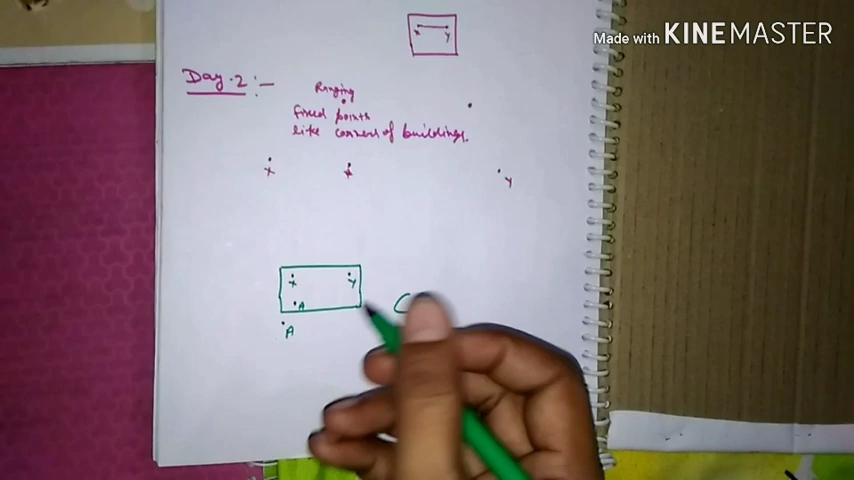 Made with KINEMASTER
x y
Day. 2 :-
Ranging
fixed points
like corners of buildings.
x
Y
x Y
A
A
C